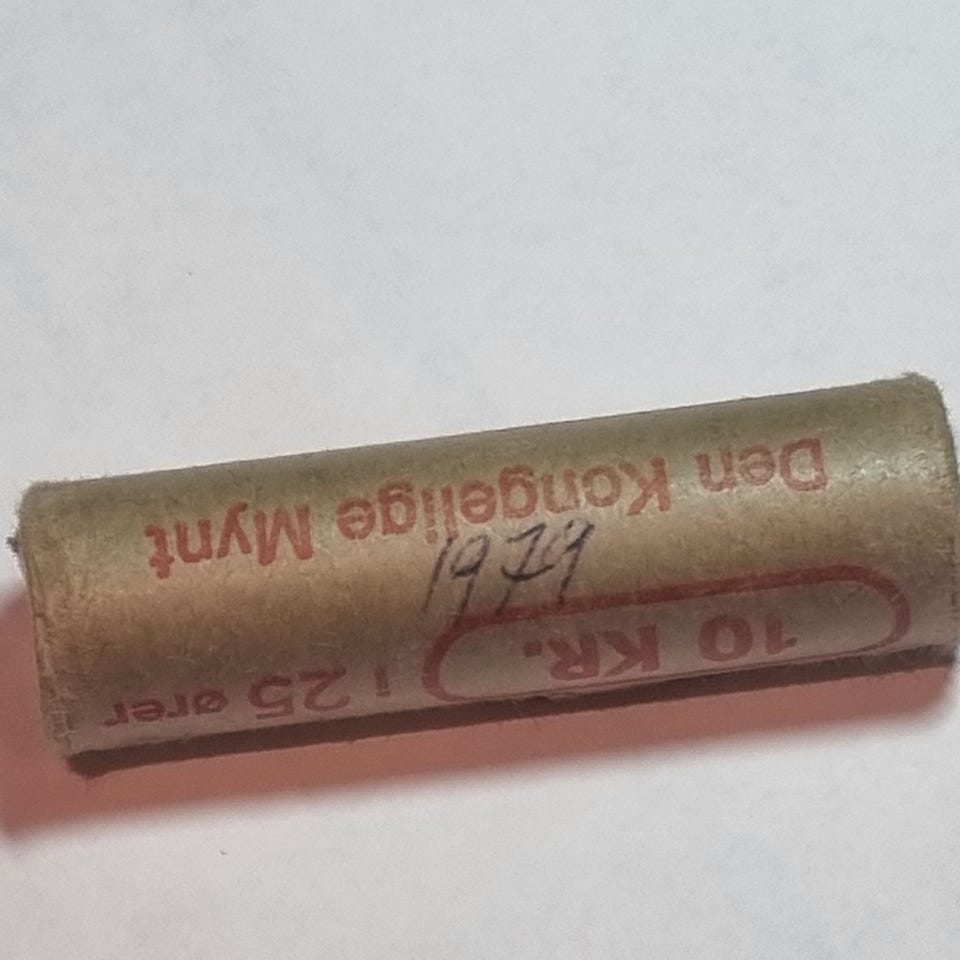 Den Kongelige Mynt
1979
10 KR. i 25 ører